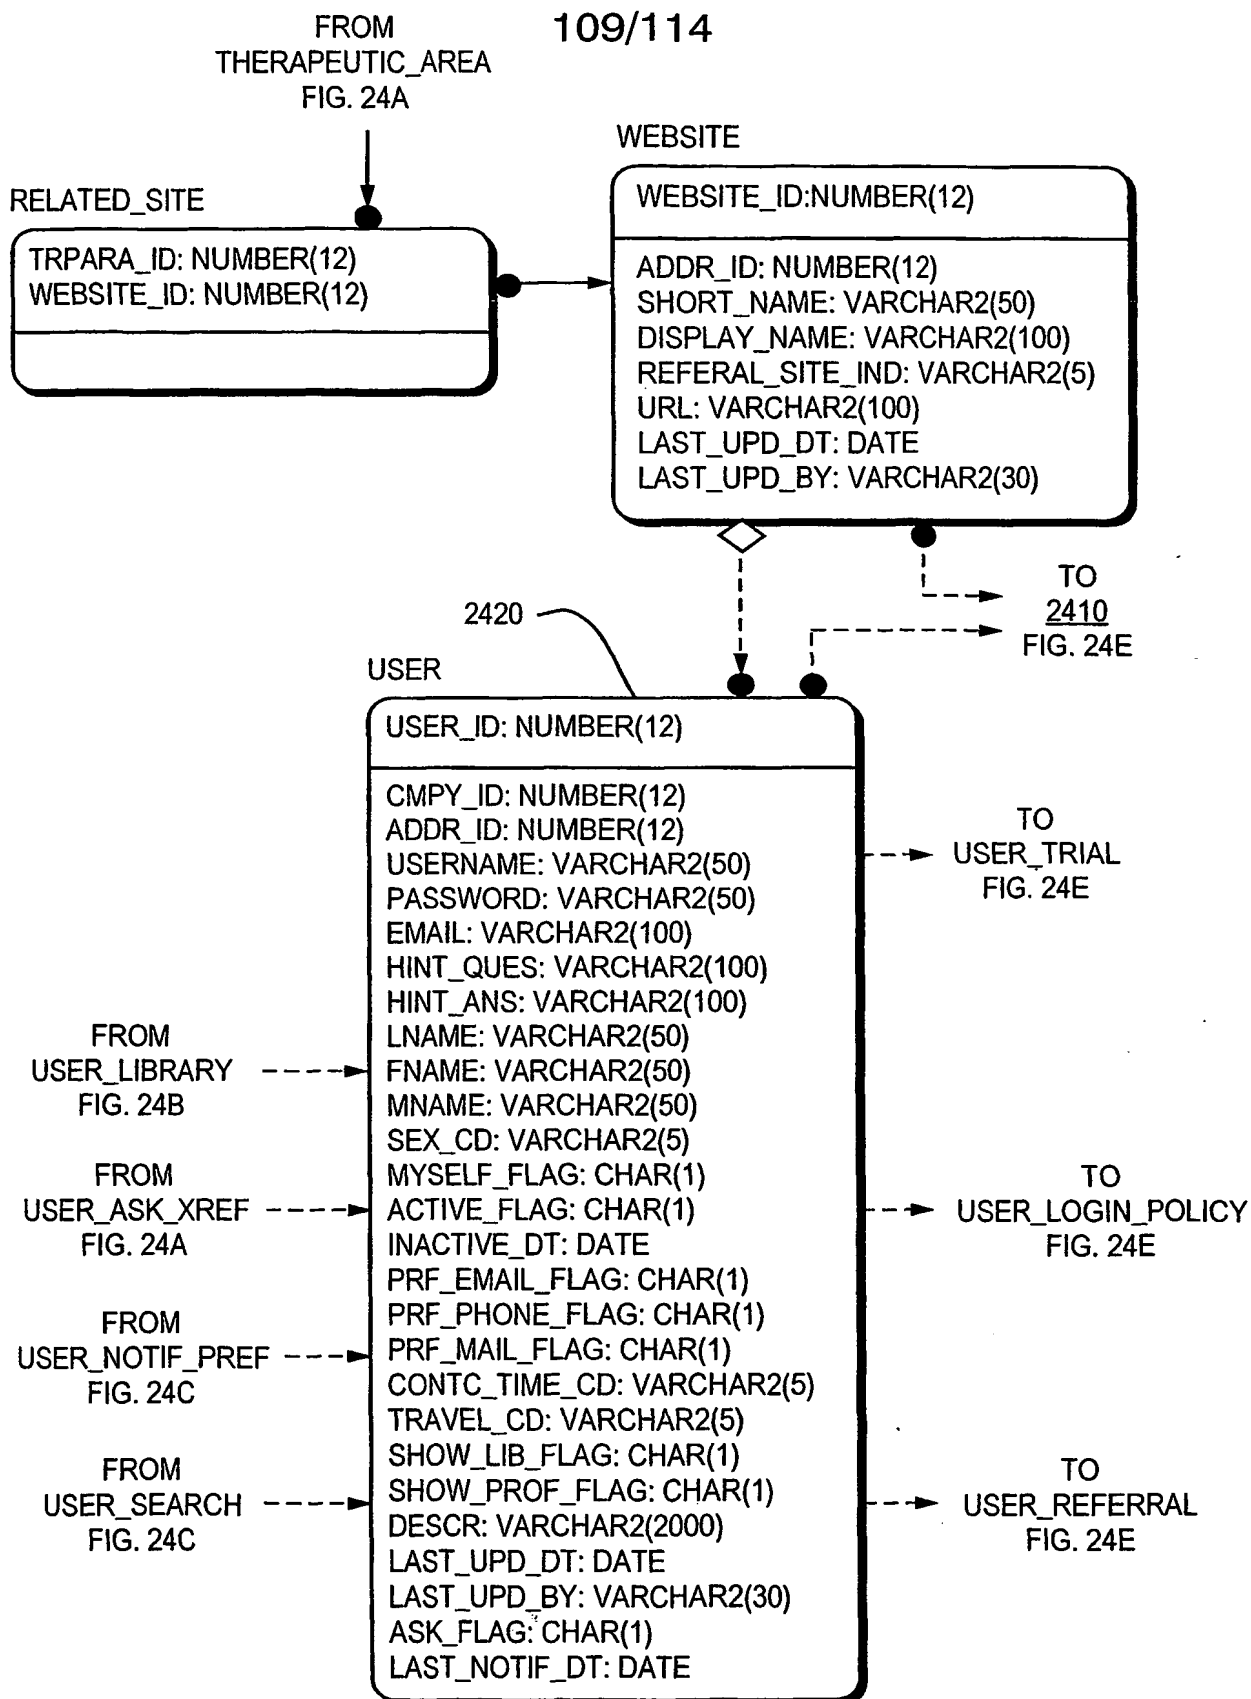 109/114
FROM
THERAPEUTIC_AREA
FIG. 24A
RELATED_SITE
TRPARA_ID: NUMBER(12)
WEBSITE_ID: NUMBER(12)
WEBSITE
WEBSITE_ID:NUMBER(12)
ADDR_ID: NUMBER(12)
SHORT_NAME: VARCHAR2(50)
DISPLAY_NAME: VARCHAR2(100)
REFERAL_SITE_IND: VARCHAR2(5)
URL: VARCHAR2(100)
LAST_UPD_DT: DATE
LAST_UPD_BY: VARCHAR2(30)
TO
2410
FIG. 24E
2420
USER
USER_ID: NUMBER(12)
CMPY_ID: NUMBER(12)
ADDR_ID: NUMBER(12)
USERNAME: VARCHAR2(50)
PASSWORD: VARCHAR2(50)
EMAIL: VARCHAR2(100)
HINT_QUES: VARCHAR2(100)
HINT_ANS: VARCHAR2(100)
LNAME: VARCHAR2(50)
FNAME: VARCHAR2(50)
MNAME: VARCHAR2(50)
SEX_CD: VARCHAR2(5)
MYSELF_FLAG: CHAR(1)
ACTIVE_FLAG: CHAR(1)
INACTIVE_DT: DATE
PRF_EMAIL_FLAG: CHAR(1)
PRF_PHONE_FLAG: CHAR(1)
PRF_MAIL_FLAG: CHAR(1)
CONTC_TIME_CD: VARCHAR2(5)
TRAVEL_CD: VARCHAR2(5)
SHOW_LIB_FLAG: CHAR(1)
SHOW_PROF_FLAG: CHAR(1)
DESCR: VARCHAR2(2000)
LAST_UPD_DT: DATE
LAST_UPD_BY: VARCHAR2(30)
ASK_FLAG: CHAR(1)
LAST_NOTIF_DT: DATE
FROM
USER_LIBRARY
FIG. 24B
FROM
USER_ASK_XREF
FIG. 24A
FROM
USER_NOTIF_PREF
FIG. 24C
FROM
USER_SEARCH
FIG. 24C
TO
USER_TRIAL
FIG. 24E
TO
USER_LOGIN_POLICY
FIG. 24E
TO
USER_REFERRAL
FIG. 24E